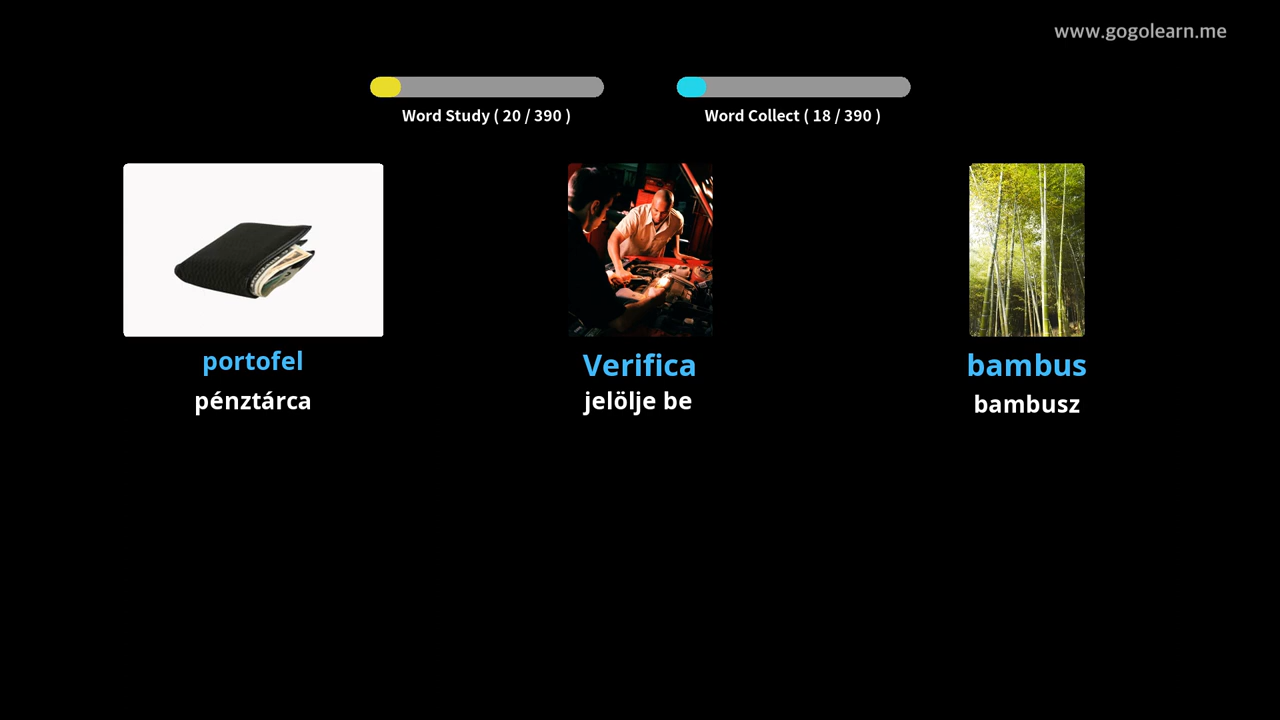 www.gogolearn.me
Word Study ( 20 / 390 )
Word Collect ( 18 / 390 )
portofel
pénztárca
Verifica
jelölje be
bambus
bambusz